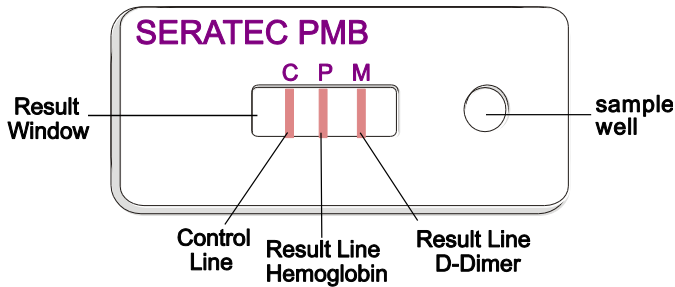 SERATEC PMB
C P M
Result
Window
sample
well
Control
Line
Result Line
Hemoglobin
Result Line
D-Dimer